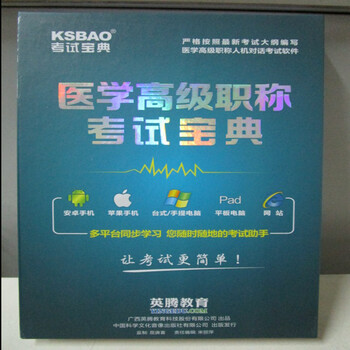 KSBAO®
考试宝典
严格按照最新考试大纲编写
医学高级职称人机对话考试软件
医学高级职称
考试宝典
安卓手机
苹果手机
台式/手提电脑
Pad
平板电脑
网站
多平台同步学习 您随时随地的考试助手
让考试更简单!
英腾教育
YINGEDU.COM
广西英腾教育科技股份有限公司 出品
中国科学文化音像出版社有限公司 出版发行